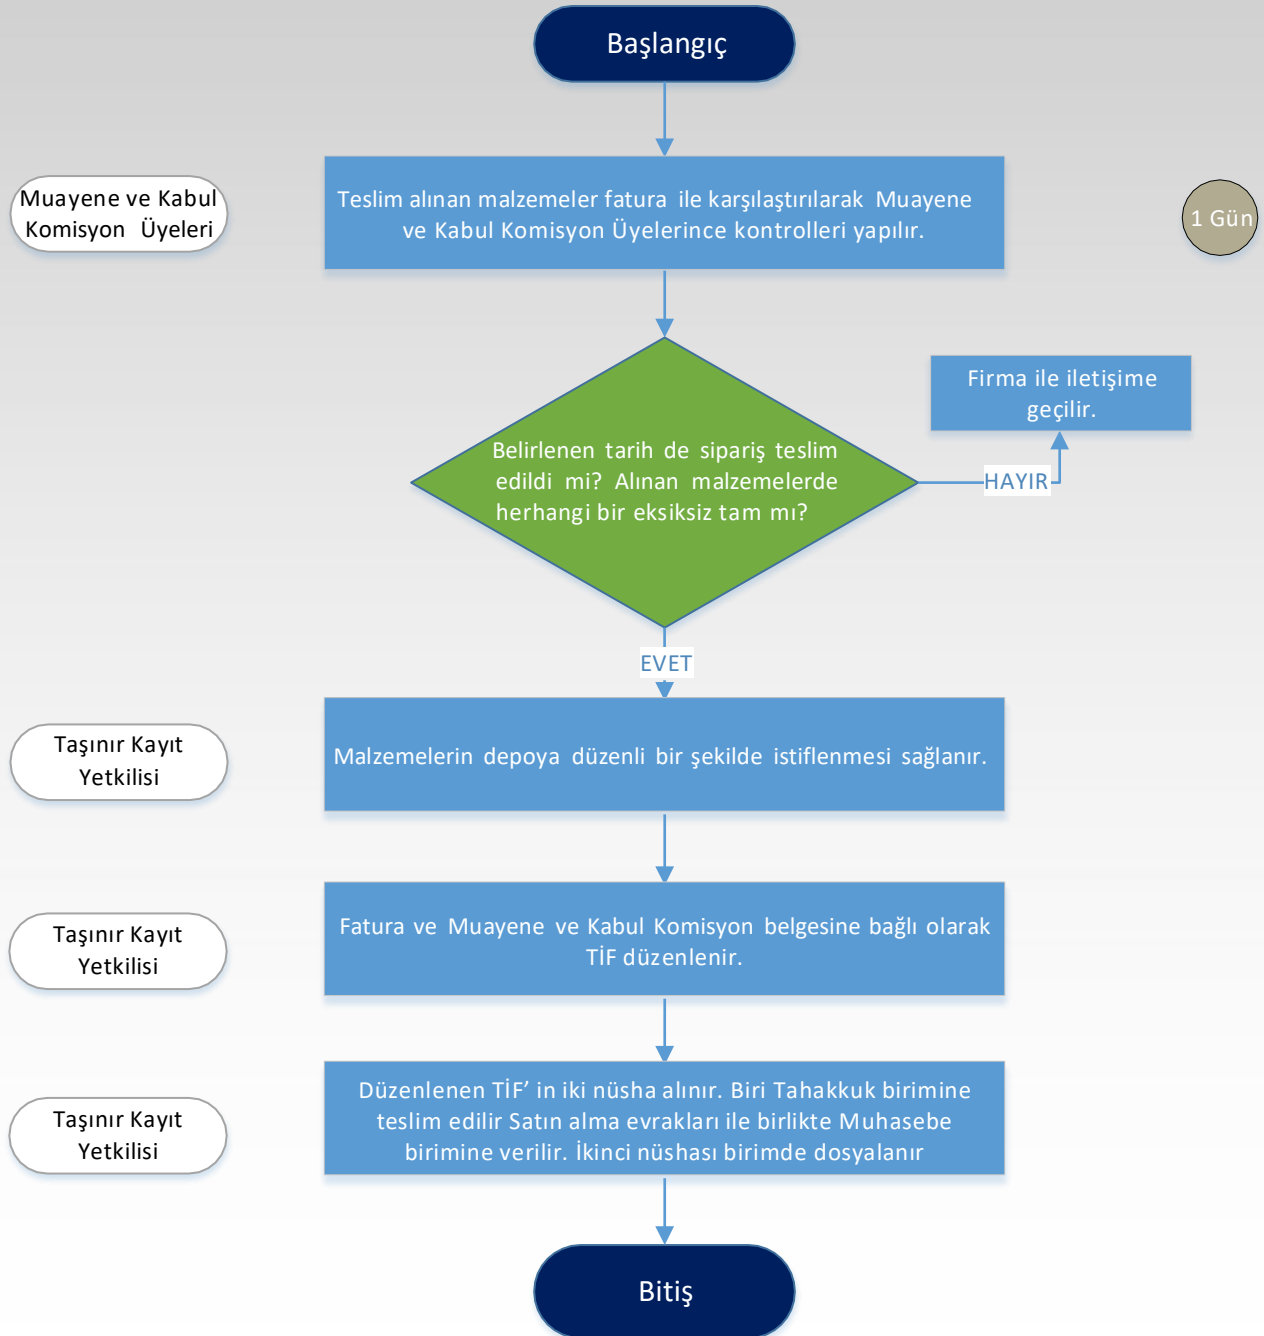 Başlangıç
Muayene ve Kabul
Komisyon Üyeleri
Teslim alınan malzemeler fatura ile karşılaştırılarak Muayene
ve Kabul Komisyon Üyelerince kontrolleri yapılır.
1 Gün
Firma ile iletişime
geçilir.
Belirlenen tarih de sipariş teslim
edildi mi? Alınan malzemelerde
herhangi bir eksiksiz tam mı?
HAYIR
EVET
Taşınır Kayıt
Yetkilisi
Malzemelerin depoya düzenli bir şekilde istiflenmesi sağlanır.
Taşınır Kayıt
Yetkilisi
Fatura ve Muayene ve Kabul Komisyon belgesine bağlı olarak
TİF düzenlenir.
Taşınır Kayıt
Yetkilisi
Düzenlenen TİF’ in iki nüsha alınır. Biri Tahakkuk birimine
teslim edilir Satın alma evrakları ile birlikte Muhasebe
birimine verilir. İkinci nüshası birimde dosyalanır
Bitiş